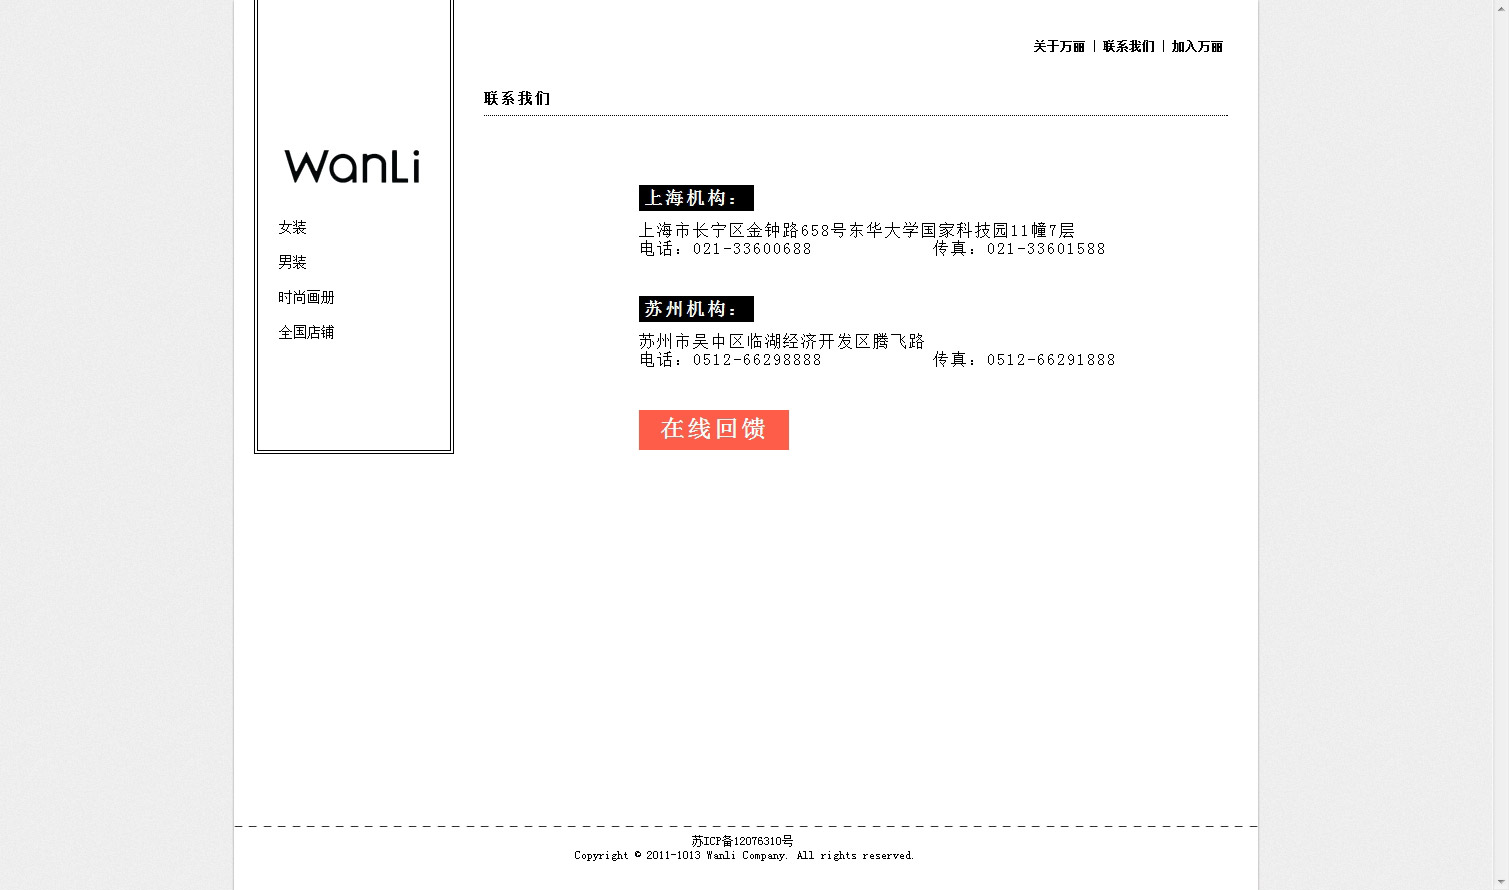 关于万丽 | 联系我们 | 加入万丽
联系我们
WanLi
女装
男装
时尚画册
全国店铺
上海机构：
上海市长宁区金钟路658号东华大学国家科技园11幢7层
电话：021-33600688 传真：021-33601588
苏州机构：
苏州市吴中区临湖经济开发区腾飞路
电话：0512-66298888 传真：0512-66291888
在线回馈
苏ICP备12076310号
Copyright © 2011-1013 Wanli Company. All rights reserved.